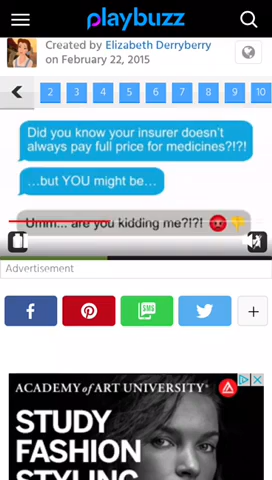 playbuzz
Created by Elizabeth Derryberry
on February 22, 2015
2 3 4 5 6 7 8 9 10
Did you know your insurer doesn't
always pay full price for medicines?!?!
...but YOU might be...
Umm... are you kidding me?!?!
Advertisement
SMS
ACADEMY of ART UNIVERSITY
STUDY
FASHION
STYLING